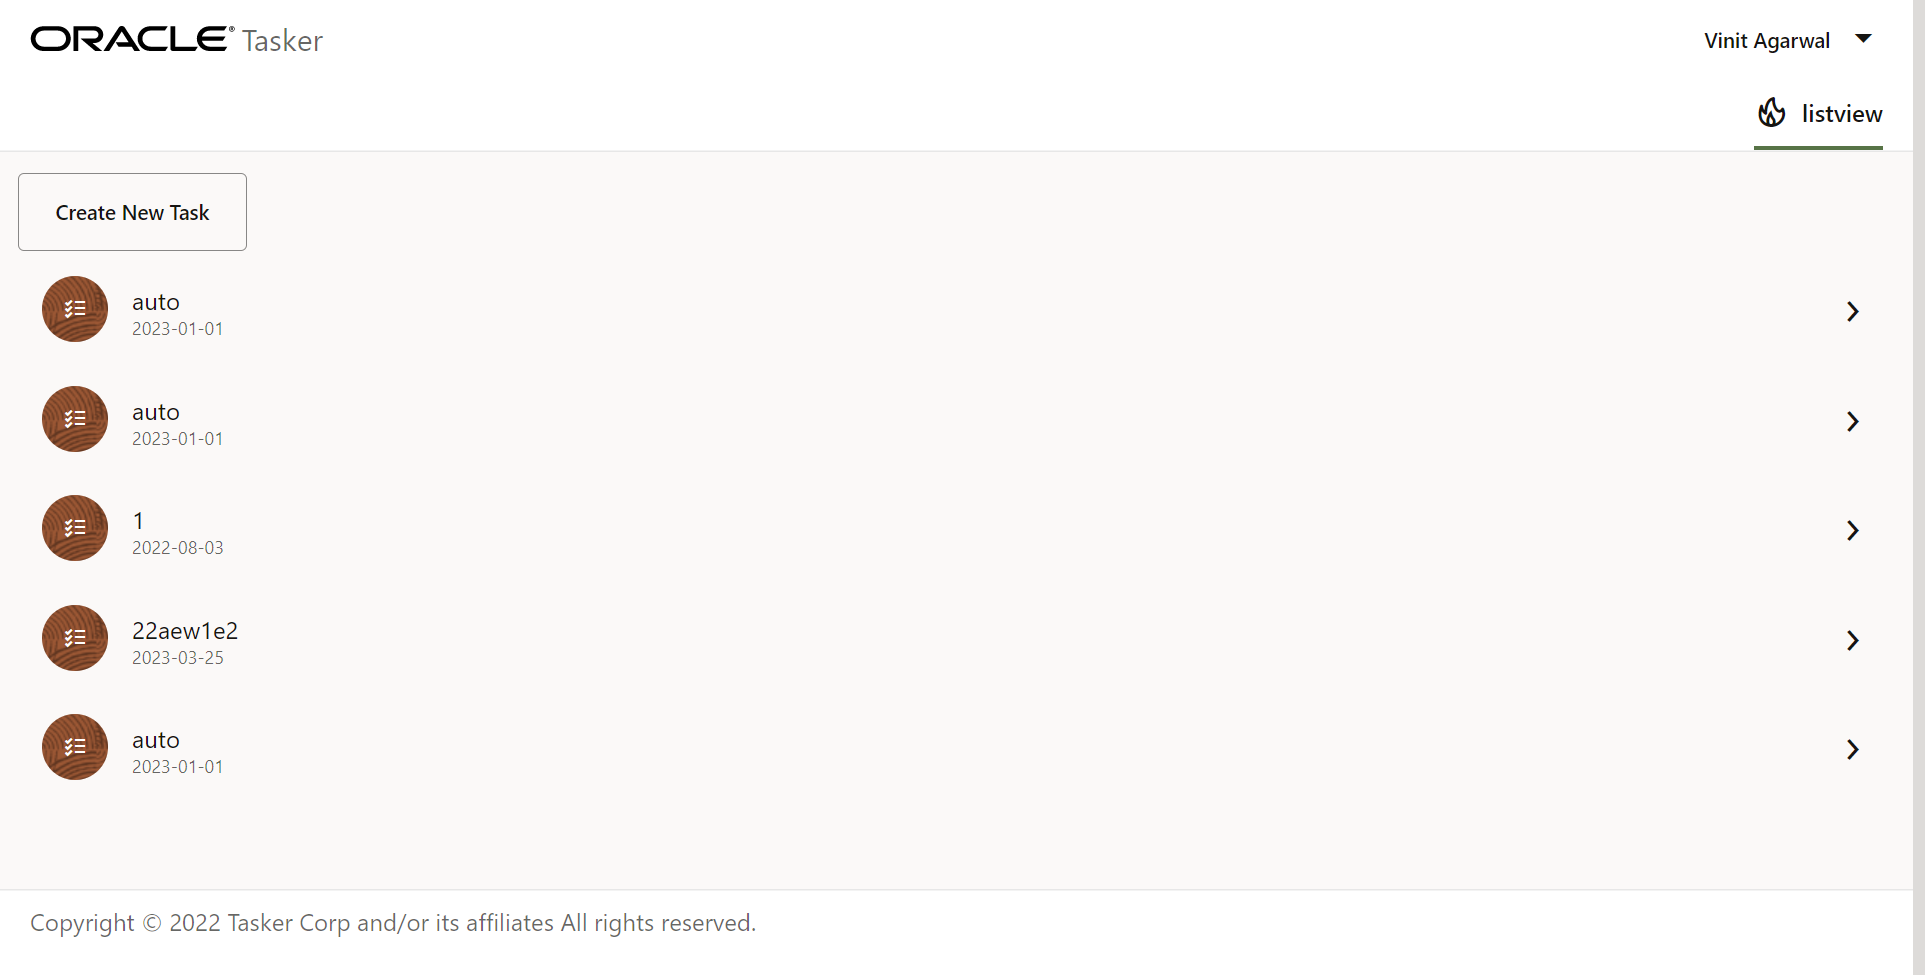 ORACLE® Tasker
Vinit Agarwal
listview
Create New Task
auto
2023-01-01
auto
2023-01-01
1
2022-08-03
22aew1e2
2023-03-25
auto
2023-01-01
Copyright © 2022 Tasker Corp and/or its affiliates All rights reserved.